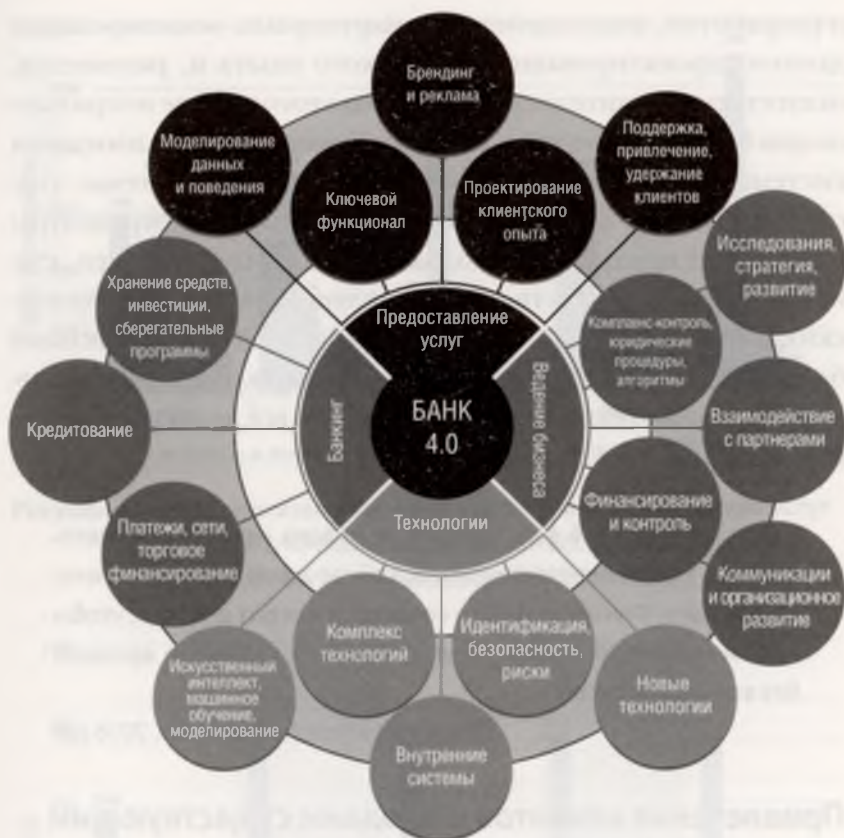 Брендинг
и реклама
Моделирование
данных
и поведения
Поддержка,
привлечение,
удержание
клиентов
Ключевой
функционал
Проектирование
клиентского
опыта
Исследования,
стратегия,
развитие
Хранение средств,
инвестиции,
сберегательные
программы
Предоставление
услуг
Комплаенс-контроль,
юридические
процедуры,
алгоритмы
Кредитование
Банкинг
БАНК
4.0
Ведение бизнеса
Взаимодействие
с партнерами
Платежи, сети,
торговое
финансирование
Технологии
Финансирование
и контроль
Коммуникации
и организационное
развитие
Комплекс
технологий
Идентификация,
безопасность,
риски
Искусственный
интеллект,
машинное
обучение,
моделирование
Новые
технологии
Внутренние
системы